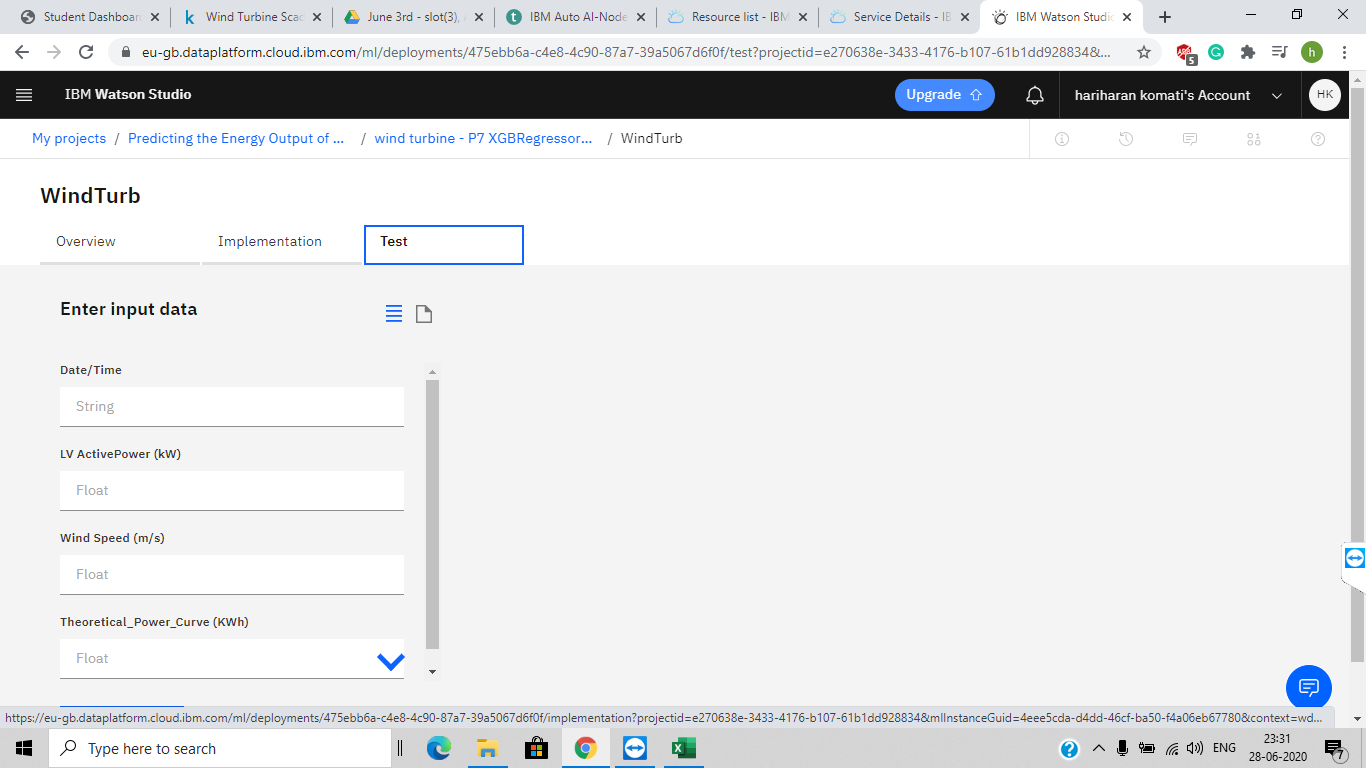 Student Dashboar
Wind Turbine Scad
June 3rd - slot(3),
IBM Auto AI-Node
Resource list - IBM
Service Details - IB
IBM Watson Studio
eu-gb.dataplatform.cloud.ibm.com/ml/deployments/475ebb6a-c4e8-4c90-87a7-39a5067d6f0f/test?projectid=e270638e-3433-4176-b107-61b1dd928834&...
5
h
IBM Watson Studio
Upgrade
hariharan komati's Account
HK
My projects / Predicting the Energy Output of ... / wind turbine - P7 XGBRegressor... / WindTurb
WindTurb
Overview
Implementation
Test
Enter input data
Date/Time
String
LV ActivePower (kW)
Float
Wind Speed (m/s)
Float
Theoretical_Power_Curve (KWh)
Float
https://eu-gb.dataplatform.cloud.ibm.com/ml/deployments/475ebb6a-c4e8-4c90-87a7-39a5067d6f0f/implementation?projectid=e270638e-3433-4176-b107-61b1dd928834&mlInstanceGuid=4eee5cda-d4dd-46cf-ba50-f4a06eb67780&context=wd...
Type here to search
ENG
23:31
28-06-2020
7